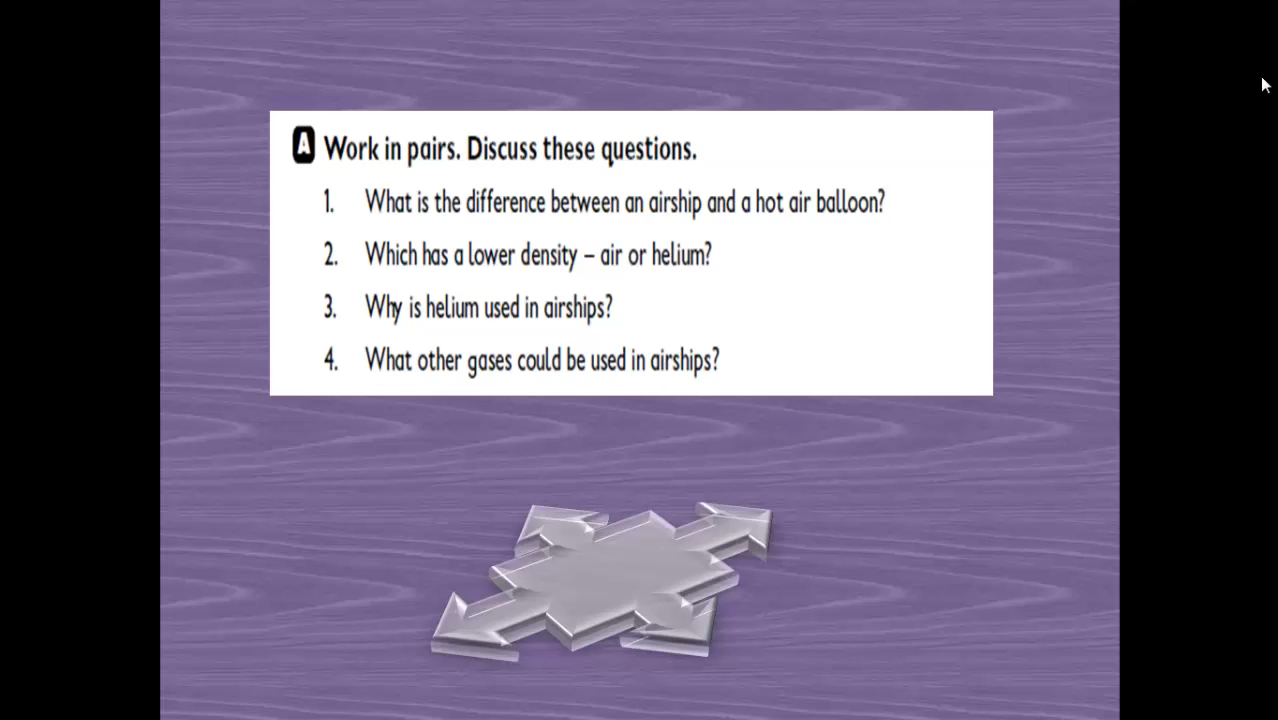 A Work in pairs. Discuss these questions.
1. What is the difference between an airship and a hot air balloon?
2. Which has a lower density – air or helium?
3. Why is helium used in airships?
4. What other gases could be used in airships?